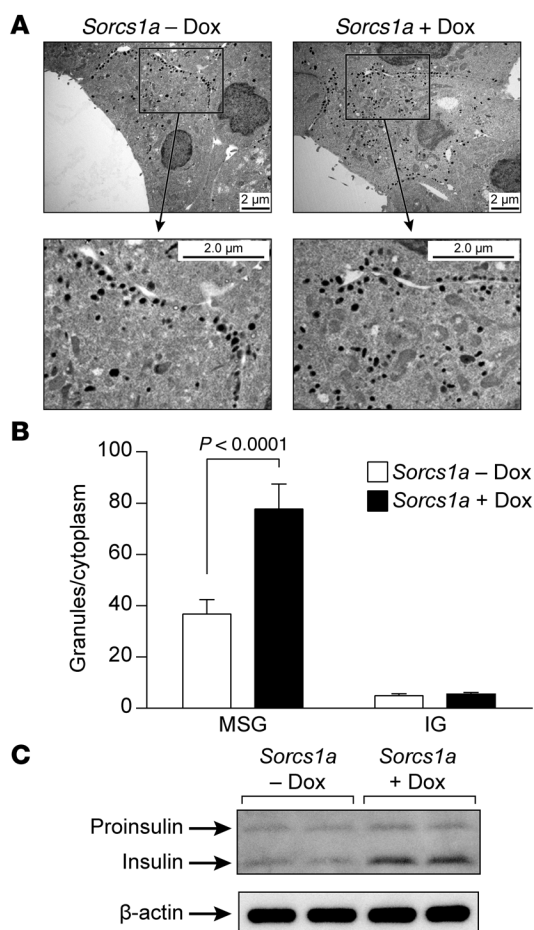 A
Sorcs1a – Dox
Sorcs1a + Dox
2 µm
2 µm
2.0 µm
2.0 µm
B
100
80
60
40
20
0
Granules/cytoplasm
P < 0.0001
Sorcs1a – Dox
Sorcs1a + Dox
MSG
IG
C
Sorcs1a
– Dox
Sorcs1a
+ Dox
Proinsulin
Insulin
β-actin